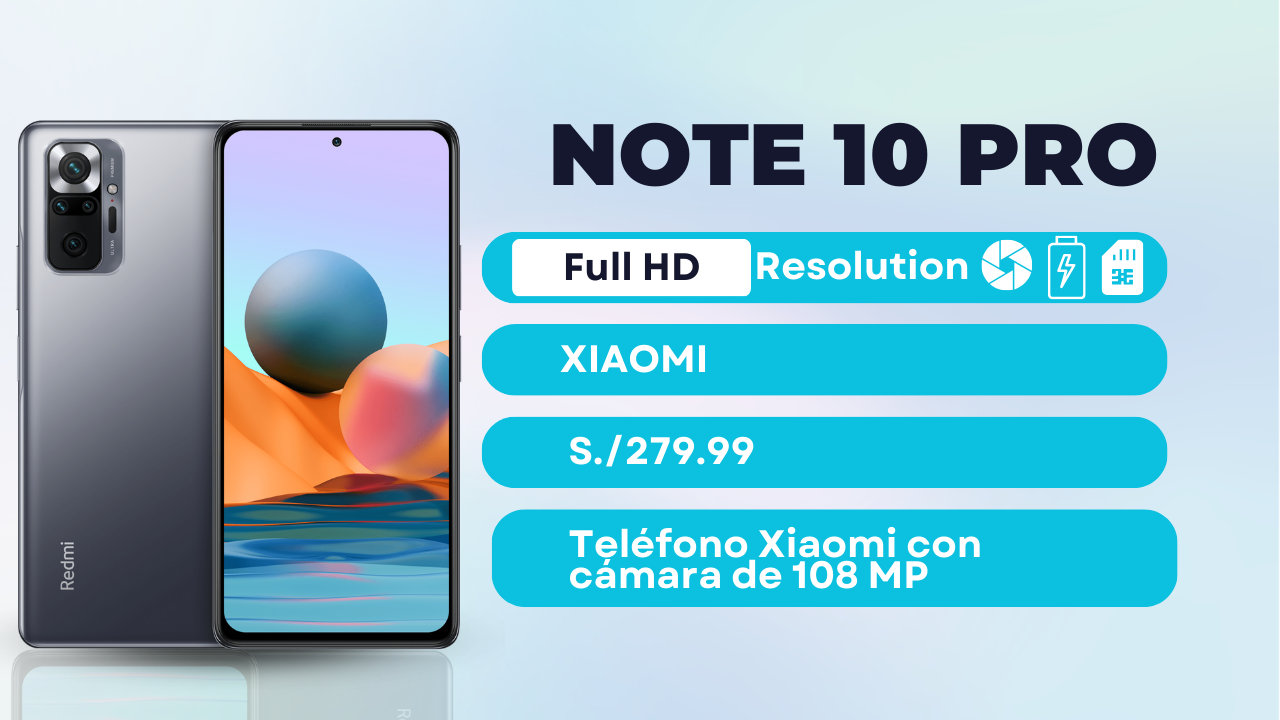 NOTE 10 PRO
Full HD Resolution
XIAOMI
S./279.99
Teléfono Xiaomi con
cámara de 108 MP
Redmi